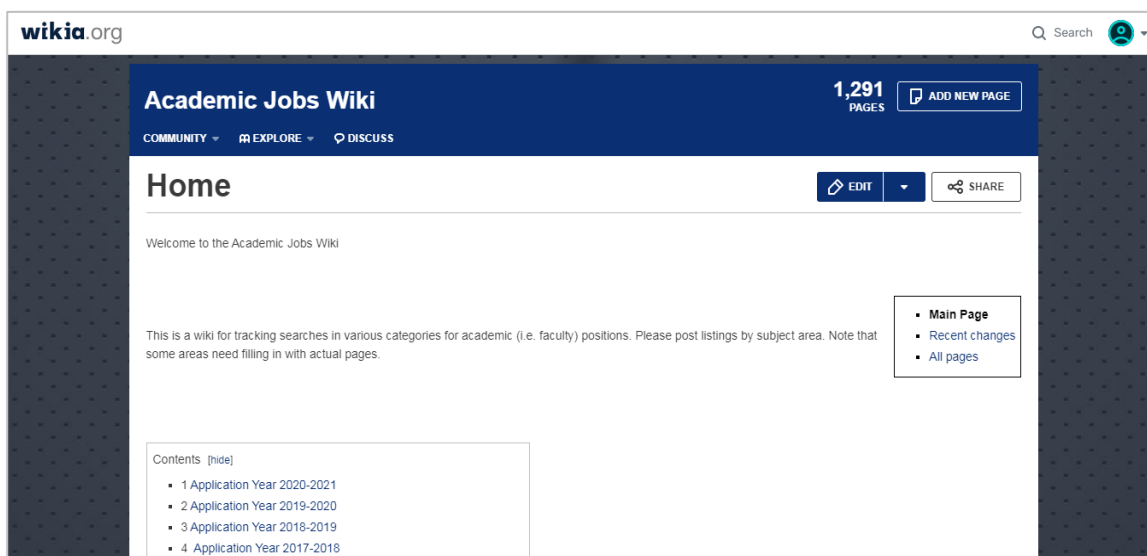 wikia.org
Search
Academic Jobs Wiki
1,291
PAGES
ADD NEW PAGE
COMMUNITY
EXPLORE
DISCUSS
Home
EDIT
SHARE
Welcome to the Academic Jobs Wiki
This is a wiki for tracking searches in various categories for academic (i.e. faculty) positions. Please post listings by subject area. Note that
some areas need filling in with actual pages.
Main Page
Recent changes
All pages
Contents [hide]
1 Application Year 2020-2021
2 Application Year 2019-2020
3 Application Year 2018-2019
4 Application Year 2017-2018